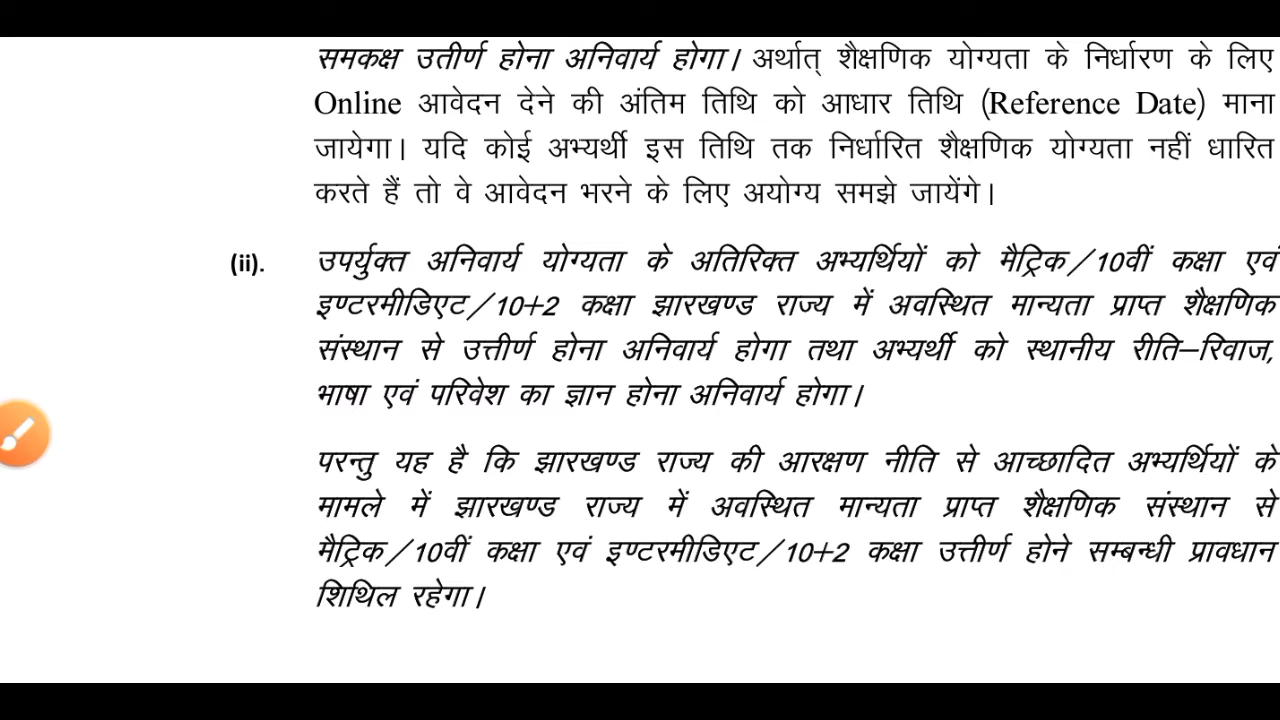 समकक्ष उतीर्ण होना अनिवार्य होगा। अर्थात् शैक्षणिक योग्यता के निर्धारण के लिए
Online आवेदन देने की अंतिम तिथि को आधार तिथि (Reference Date) माना
जायेगा। यदि कोई अभ्यर्थी इस तिथि तक निर्धारित शैक्षणिक योग्यता नहीं धारित
करते हैं तो वे आवेदन भरने के लिए अयोग्य समझे जायेंगे।
(ii). उपर्युक्त अनिवार्य योग्यता के अतिरिक्त अभ्यर्थियों को मैट्रिक/10वीं कक्षा एवं
इण्टरमीडिएट/10+2 कक्षा झारखण्ड राज्य में अवस्थित मान्यता प्राप्त शैक्षणिक
संस्थान से उत्तीर्ण होना अनिवार्य होगा तथा अभ्यर्थी को स्थानीय रीति–रिवाज,
भाषा एवं परिवेश का ज्ञान होना अनिवार्य होगा।
परन्तु यह है कि झारखण्ड राज्य की आरक्षण नीति से आच्छादित अभ्यर्थियों के
मामले में झारखण्ड राज्य में अवस्थित मान्यता प्राप्त शैक्षणिक संस्थान से
मैट्रिक/10वीं कक्षा एवं इण्टरमीडिएट/10+2 कक्षा उत्तीर्ण होने सम्बन्धी प्रावधान
शिथिल रहेगा।